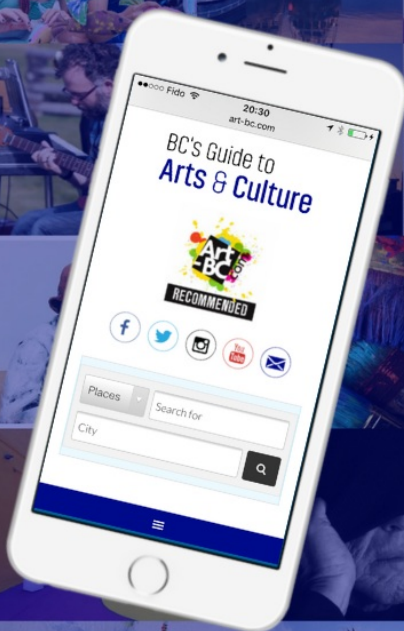 Fido
20:30
art-bc.com
BC's Guide to
Arts & Culture
Art
-BC
.com
RECOMMENDED
f
You
Tube
Places
Search for
City